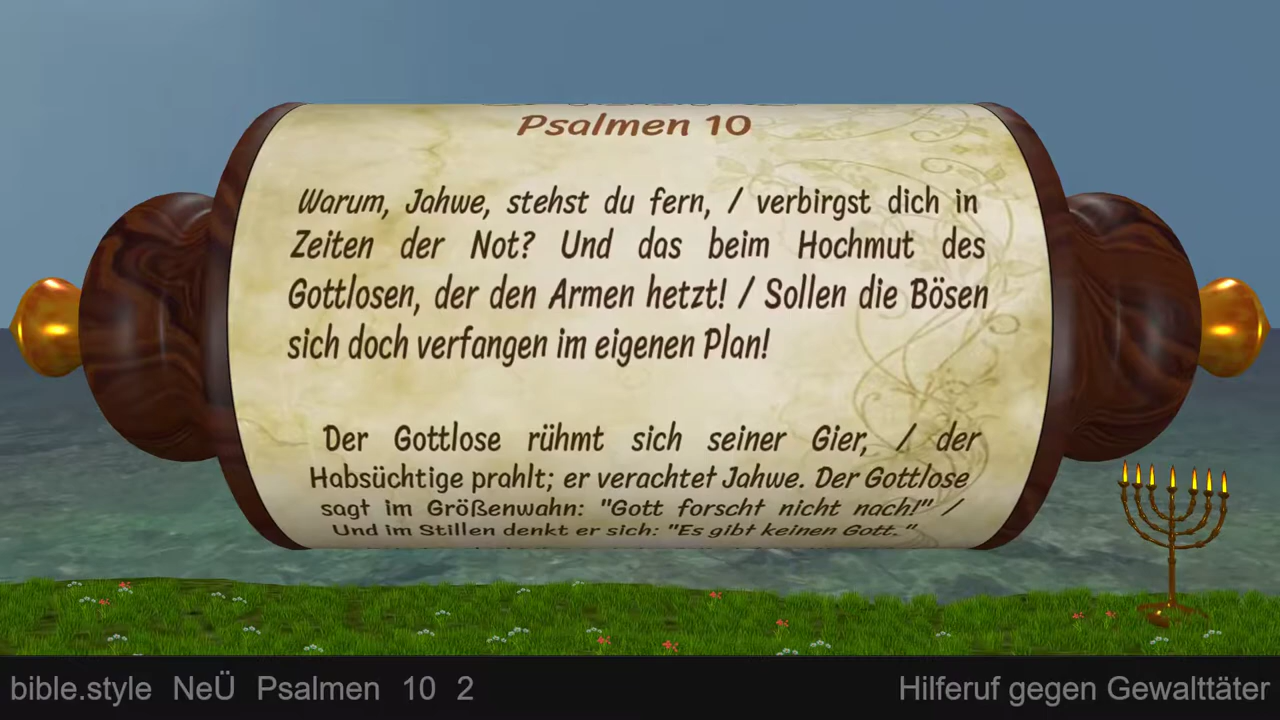 Psalmen 10
Warum, Jahwe, stehst du fern, / verbirgst dich in
Zeiten der Not? Und das beim Hochmut des
Gottlosen, der den Armen hetzt! / Sollen die Bösen
sich doch verfangen im eigenen Plan!
Der Gottlose rühmt sich seiner Gier, / der
Habsüchtige prahlt; er verachtet Jahwe. Der Gottlose
sagt im Größenwahn: "Gott forscht nicht nach!" /
Und im Stillen denkt er sich: "Es gibt keinen Gott."
bible.style NeÜ Psalmen 10 2
Hilferuf gegen Gewalttäter